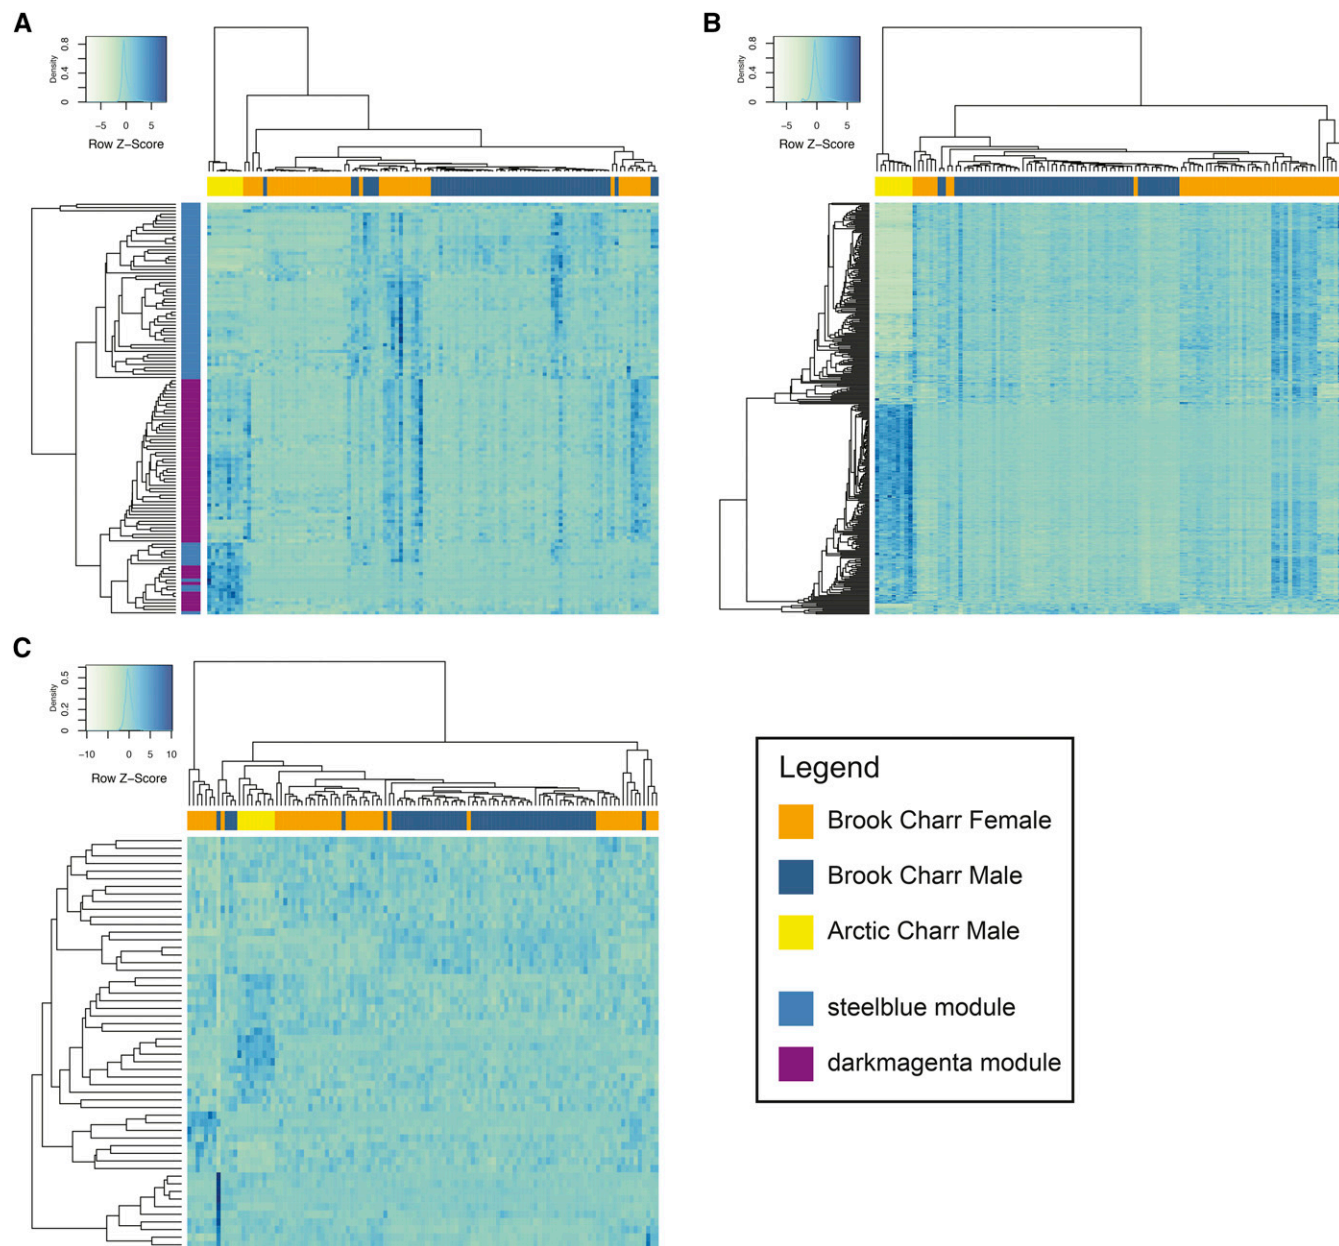 A
Density
0 0.4 0.8
-5 0 5
Row Z-Score
B
Density
0 0.4 0.8
-5 0 5
Row Z-Score
C
Density
0 0.2 0.5
-10 0 5 10
Row Z-Score
Legend
Brook Charr Female
Brook Charr Male
Arctic Charr Male
steelblue module
darkmagenta module